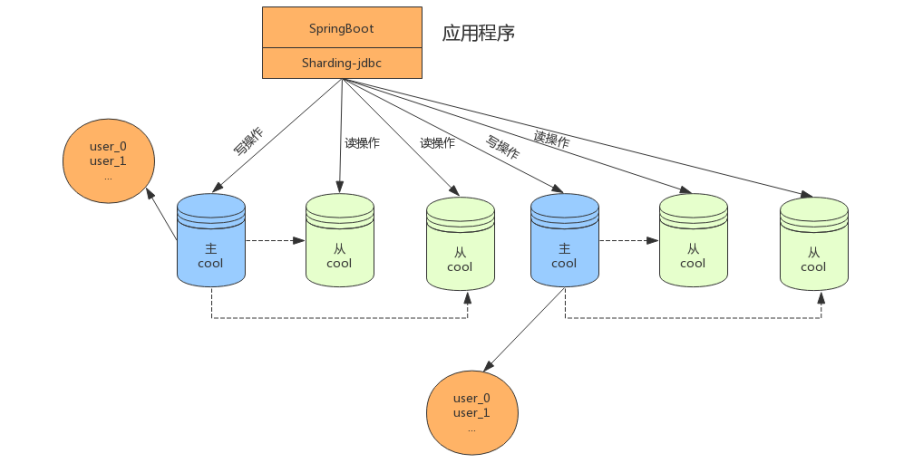 SpringBoot
应用程序
Sharding-jdbc
写操作
读操作
读操作
写操作
读操作
user_0
user_1
...
主
cool
从
cool
从
cool
主
cool
从
cool
从
cool
user_0
user_1
...